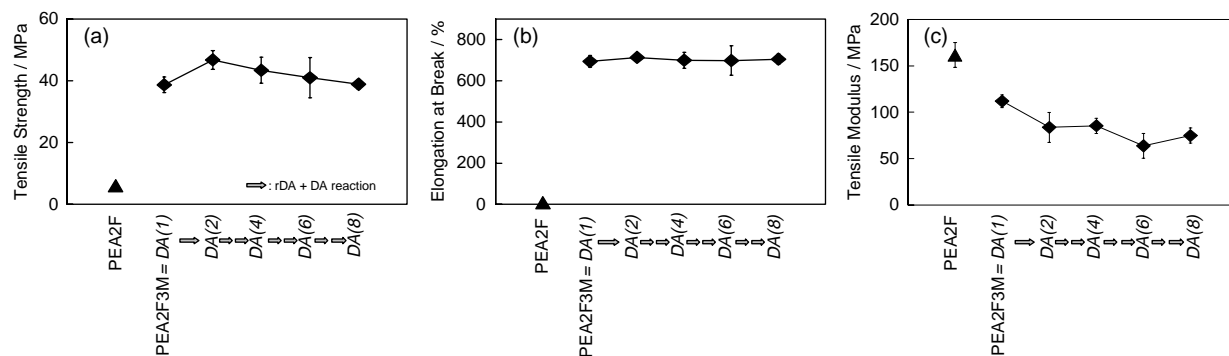 (a)
Tensile Strength / MPa
60
40
20
0
: rDA + DA reaction
PEA2F
PEA2F3M = DA(1)
DA(2)
DA(4)
DA(6)
DA(8)
(b)
Elongation at Break / %
800
600
400
200
0
PEA2F
PEA2F3M = DA(1)
DA(2)
DA(4)
DA(6)
DA(8)
(c)
Tensile Modulus / MPa
200
150
100
50
0
PEA2F
PEA2F3M = DA(1)
DA(2)
DA(4)
DA(6)
DA(8)